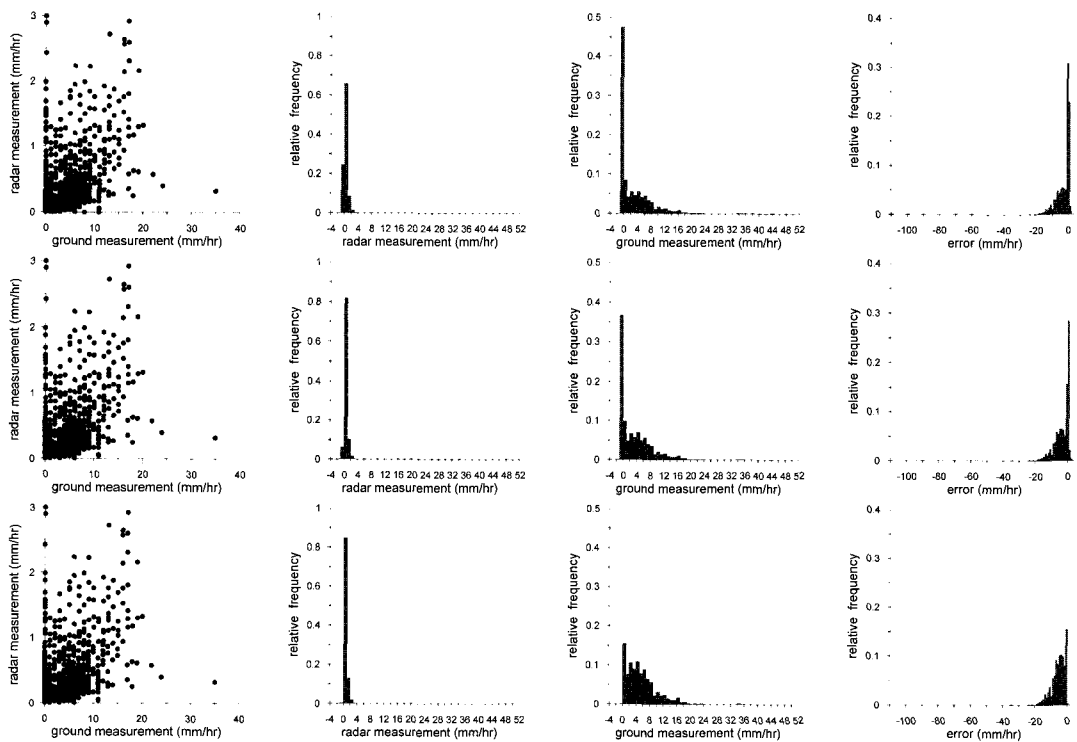 radar measurement (mm/hr)
3
2
1
0
0 10 20 30 40
ground measurement (mm/hr)
relative frequency
1
0.8
0.6
0.4
0.2
0
-4 0 4 8 12 16 20 24 28 32 36 40 44 48 52
radar measurement (mm/hr)
relative frequency
0.5
0.4
0.3
0.2
0.1
0
-4 0 4 8 12 16 20 24 28 32 36 40 44 48 52
ground measurement (mm/hr)
relative frequency
0.4
0.3
0.2
0.1
0
-100 -80 -60 -40 -20 0
error (mm/hr)
radar measurement (mm/hr)
3
2
1
0
0 10 20 30 40
ground measurement (mm/hr)
relative frequency
1
0.8
0.6
0.4
0.2
0
-4 0 4 8 12 16 20 24 28 32 36 40 44 48 52
radar measurement (mm/hr)
relative frequency
0.5
0.4
0.3
0.2
0.1
0
-4 0 4 8 12 16 20 24 28 32 36 40 44 48 52
ground measurement (mm/hr)
relative frequency
0.4
0.3
0.2
0.1
0
-100 -80 -60 -40 -20 0
error (mm/hr)
radar measurement (mm/hr)
3
2
1
0
0 10 20 30 40
ground measurement (mm/hr)
relative frequency
1
0.8
0.6
0.4
0.2
0
-4 0 4 8 12 16 20 24 28 32 36 40 44 48 52
radar measurement (mm/hr)
relative frequency
0.5
0.4
0.3
0.2
0.1
0
-4 0 4 8 12 16 20 24 28 32 36 40 44 48 52
ground measurement (mm/hr)
relative frequency
0.4
0.3
0.2
0.1
0
-100 -80 -60 -40 -20 0
error (mm/hr)